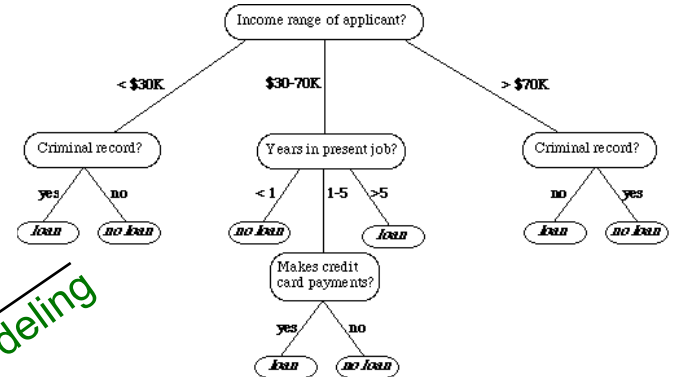 Income range of applicant?
< $30K $30-70K > $70K
Criminal record? Years in present job? Criminal record?
yes no < 1 1-5 >5 no yes
loan no loan no loan loan loan no loan
Makes credit
card payments?
yes no
loan no loan
deling